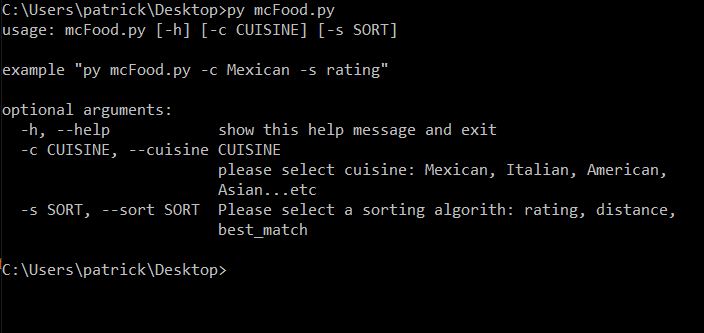 C:\Users\patrick\Desktop>py mcFood.py
usage: mcFood.py [-h] [-c CUISINE] [-s SORT]
example "py mcFood.py -c Mexican -s rating"
optional arguments:
-h, --help show this help message and exit
-c CUISINE, --cuisine CUISINE
please select cuisine: Mexican, Italian, American,
Asian...etc
-s SORT, --sort SORT Please select a sorting algorith: rating, distance,
best_match
C:\Users\patrick\Desktop>